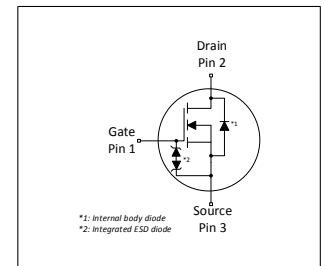 Drain
Pin 2
*1
Gate
Pin 1
*2
Source
Pin 3
*1: Internal body diode
*2: Integrated ESD diode